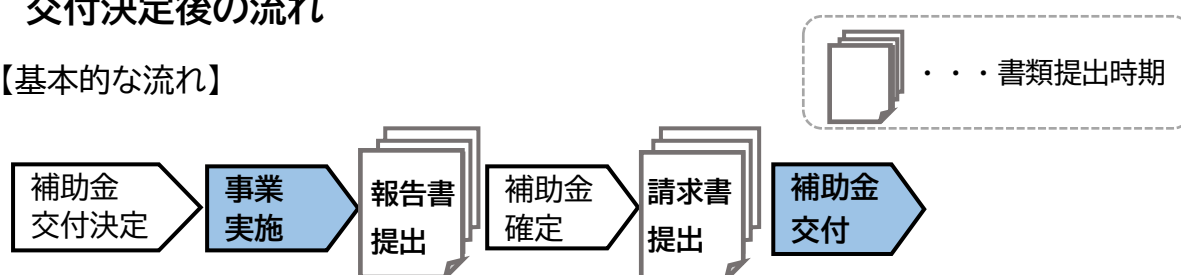 交付決定後の流れ
・・・書類提出時期
【基本的な流れ】
補助金
交付決定
事業
実施
報告書
提出
補助金
確定
請求書
提出
補助金
交付